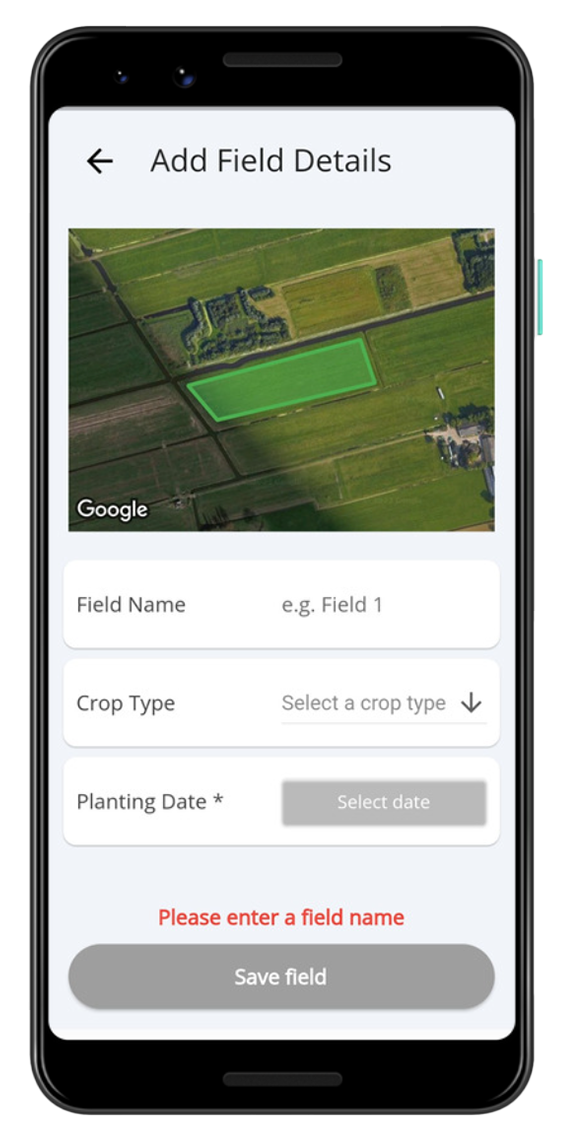 Add Field Details
Google
Field Name e.g. Field 1
Crop Type Select a crop type
Planting Date * Select date
Please enter a field name
Save field